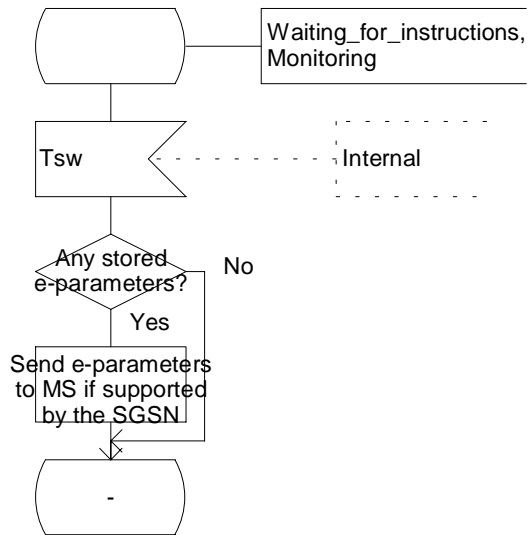 Waiting_for_instructions,
Monitoring
Tsw
Internal
Any stored
e-parameters?
No
Yes
Send e-parameters
to MS if supported
by the SGSN
-